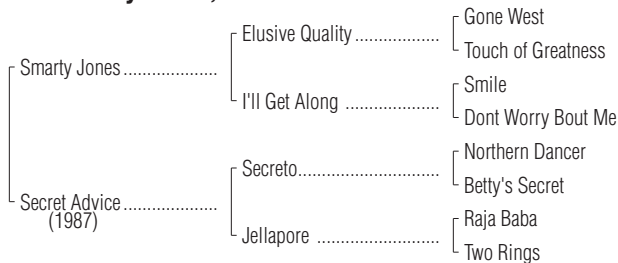 Gone West
Elusive Quality ..................
Touch of Greatness
Smarty Jones ....................
Smile
I'll Get Along ....................
Dont Worry Bout Me
Northern Dancer
Secreto..............................
Betty's Secret
Secret Advice ....................
(1987)
Raja Baba
Jellapore ..........................
Two Rings